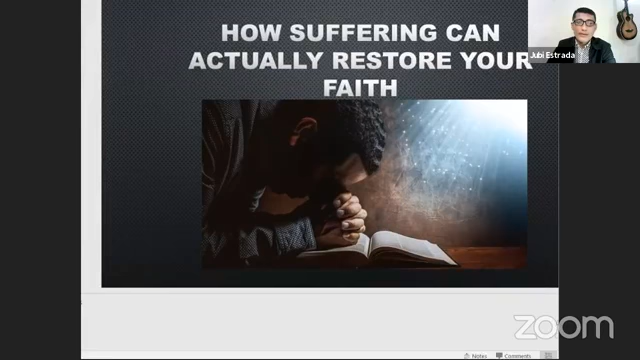 HOW SUFFERING CAN
ACTUALLY RESTORE YOUR
FAITH
Jubi Estrada
zoom
Notes
Comments